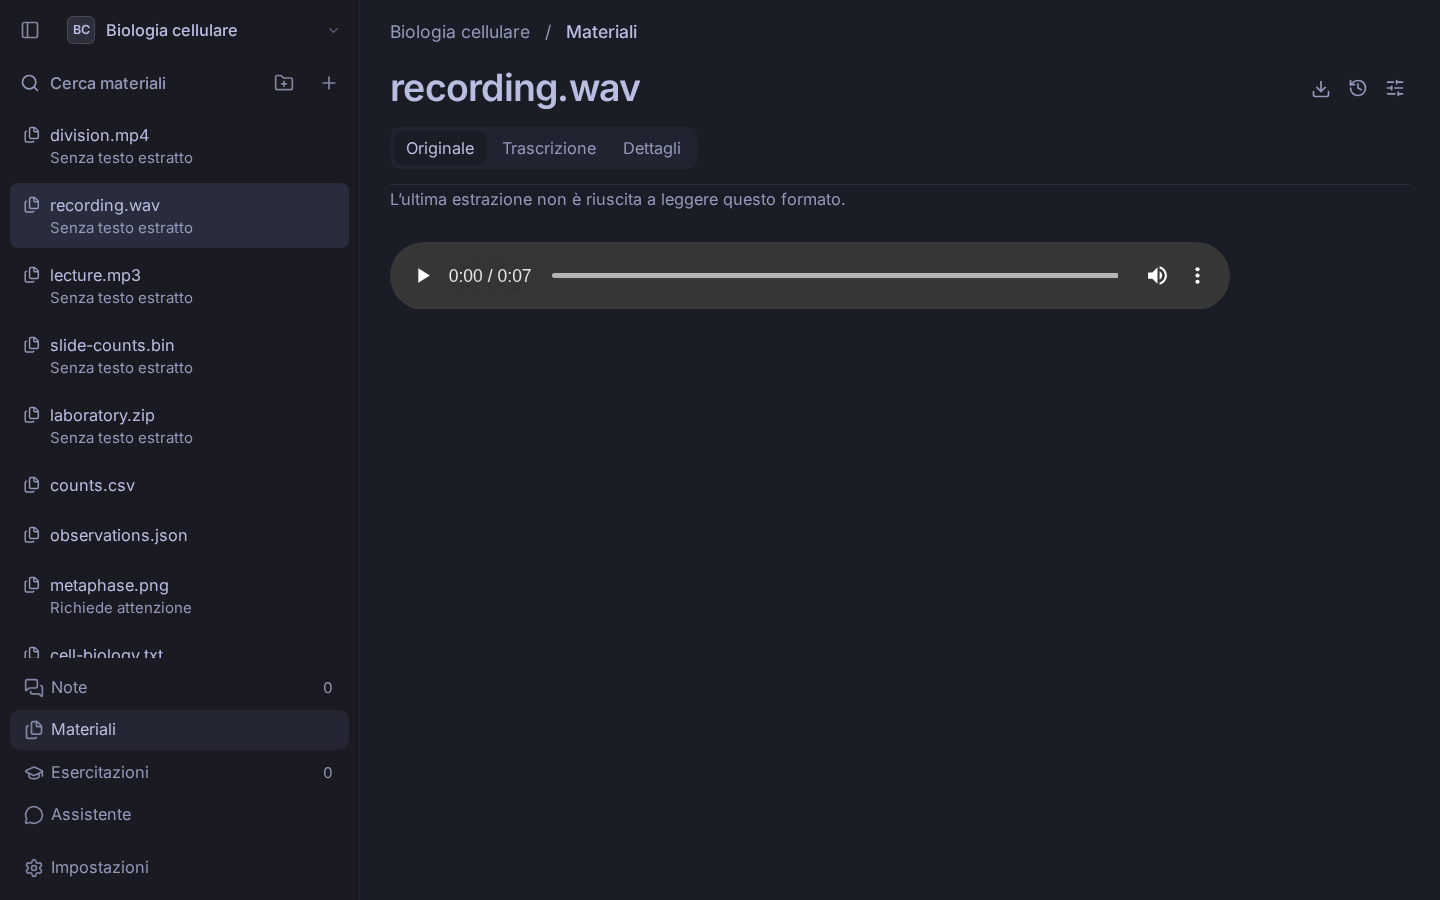 BC Biologia cellulare
Cerca materiali
division.mp4
Senza testo estratto
recording.wav
Senza testo estratto
lecture.mp3
Senza testo estratto
slide-counts.bin
Senza testo estratto
laboratory.zip
Senza testo estratto
counts.csv
observations.json
metaphase.png
Richiede attenzione
cell-biology.txt
Note 0
Materiali
Esercitazioni 0
Assistente
Impostazioni
Biologia cellulare / Materiali
recording.wav
Originale Trascrizione Dettagli
L’ultima estrazione non è riuscita a leggere questo formato.
0:00 / 0:07